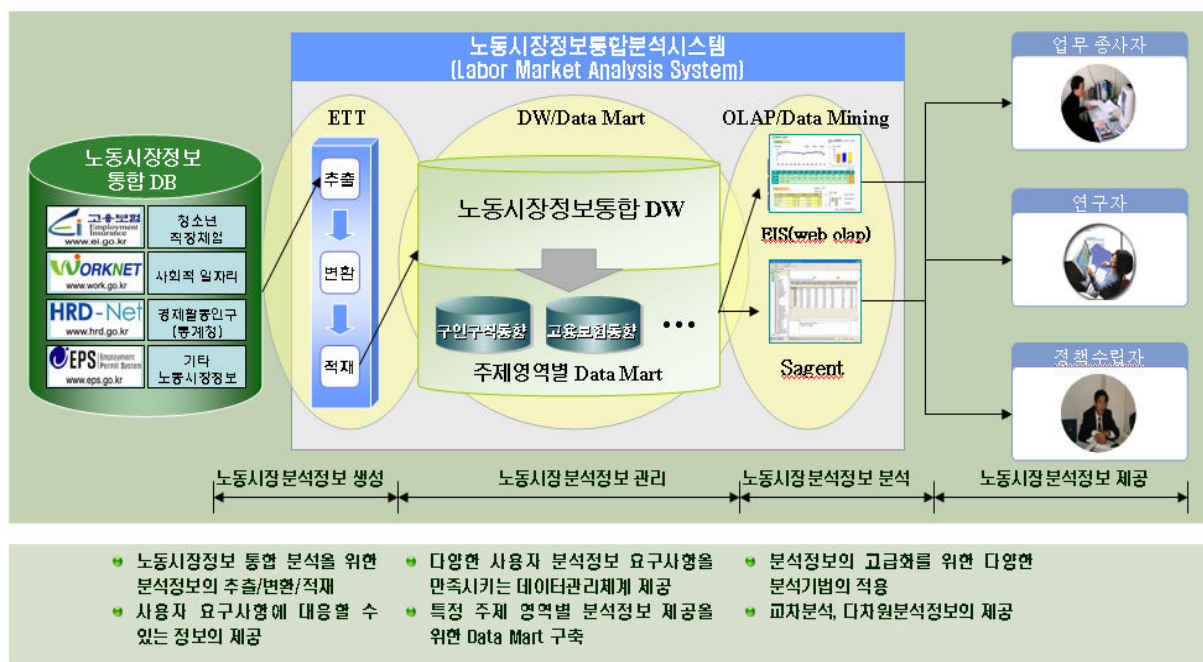 노동시장정보통합분석시스템
(Labor Market Analysis System)
업무 종사자
ETT
DW/Data Mart
OLAP/Data Mining
노동시장정보
통합 DB
고용보험
Employment
Insurance
www.ei.go.kr
청소년
직장체험
WORKNET
www.work.go.kr
사회적 일자리
HRD-Net
www.hrd.go.kr
경제활동인구
(통계청)
EPS Employment
Permit System
www.eps.go.kr
기타
노동시장정보
추출
변환
적재
노동시장정보통합 DW
구인구직동향
고용보험동향
...
주제영역별 Data Mart
EIS(web olap)
Sagent
연구자
정책수립자
노동시장분석정보 생성
노동시장분석정보 관리
노동시장분석정보 분석
노동시장분석정보 제공
노동시장정보 통합 분석을 위한
분석정보의 추출/변환/적재
사용자 요구사항에 대응할 수
있는 정보의 제공
다양한 사용자 분석정보 요구사항을
만족시키는 데이터관리체계 제공
특정 주제 영역별 분석정보 제공을
위한 Data Mart 구축
분석정보의 고급화를 위한 다양한
분석기법의 적용
교차분석, 다차원분석정보의 제공